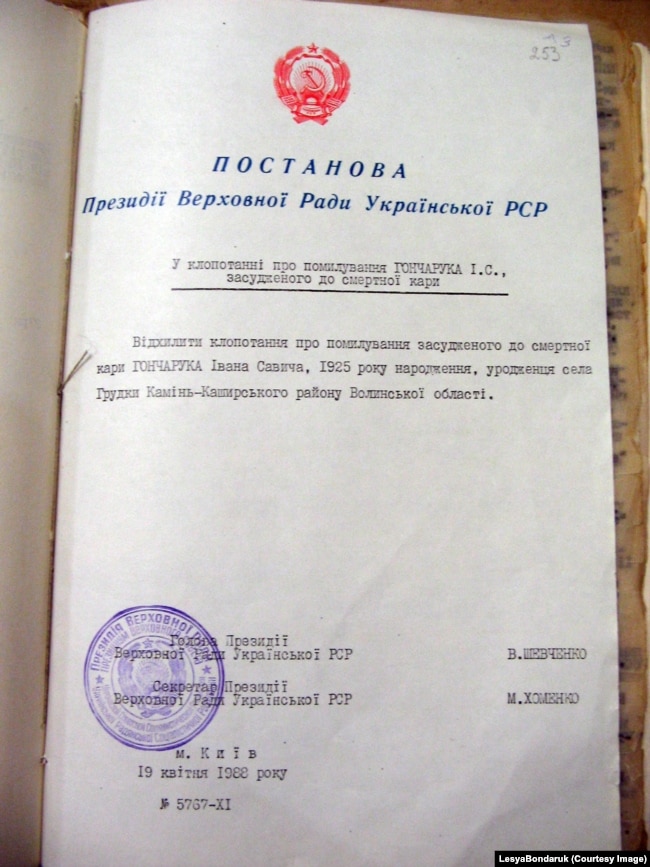 253
ПОСТАНОВА
Президії Верховної Ради Української РСР
У клопотанні про помилування ГОНЧАРУКА І.С.,
засудженого до смертної кари
Відхилити клопотання про помилування засудженого до смертної
кари ГОНЧАРУКА Івана Савича, 1925 року народження, уродженця села
Грудки Камінь-Каширського району Волинської області.
Голова Президії
Верховної Ради Української РСР В.ШЕВЧЕНКО
Секретар Президії
Верховної Ради Української РСР М.ХОМЕНКО
м. Київ
19 квітня 1988 року
№ 5767-XI
Президія Верховної Ради
LesyaBondaruk (Courtesy Image)